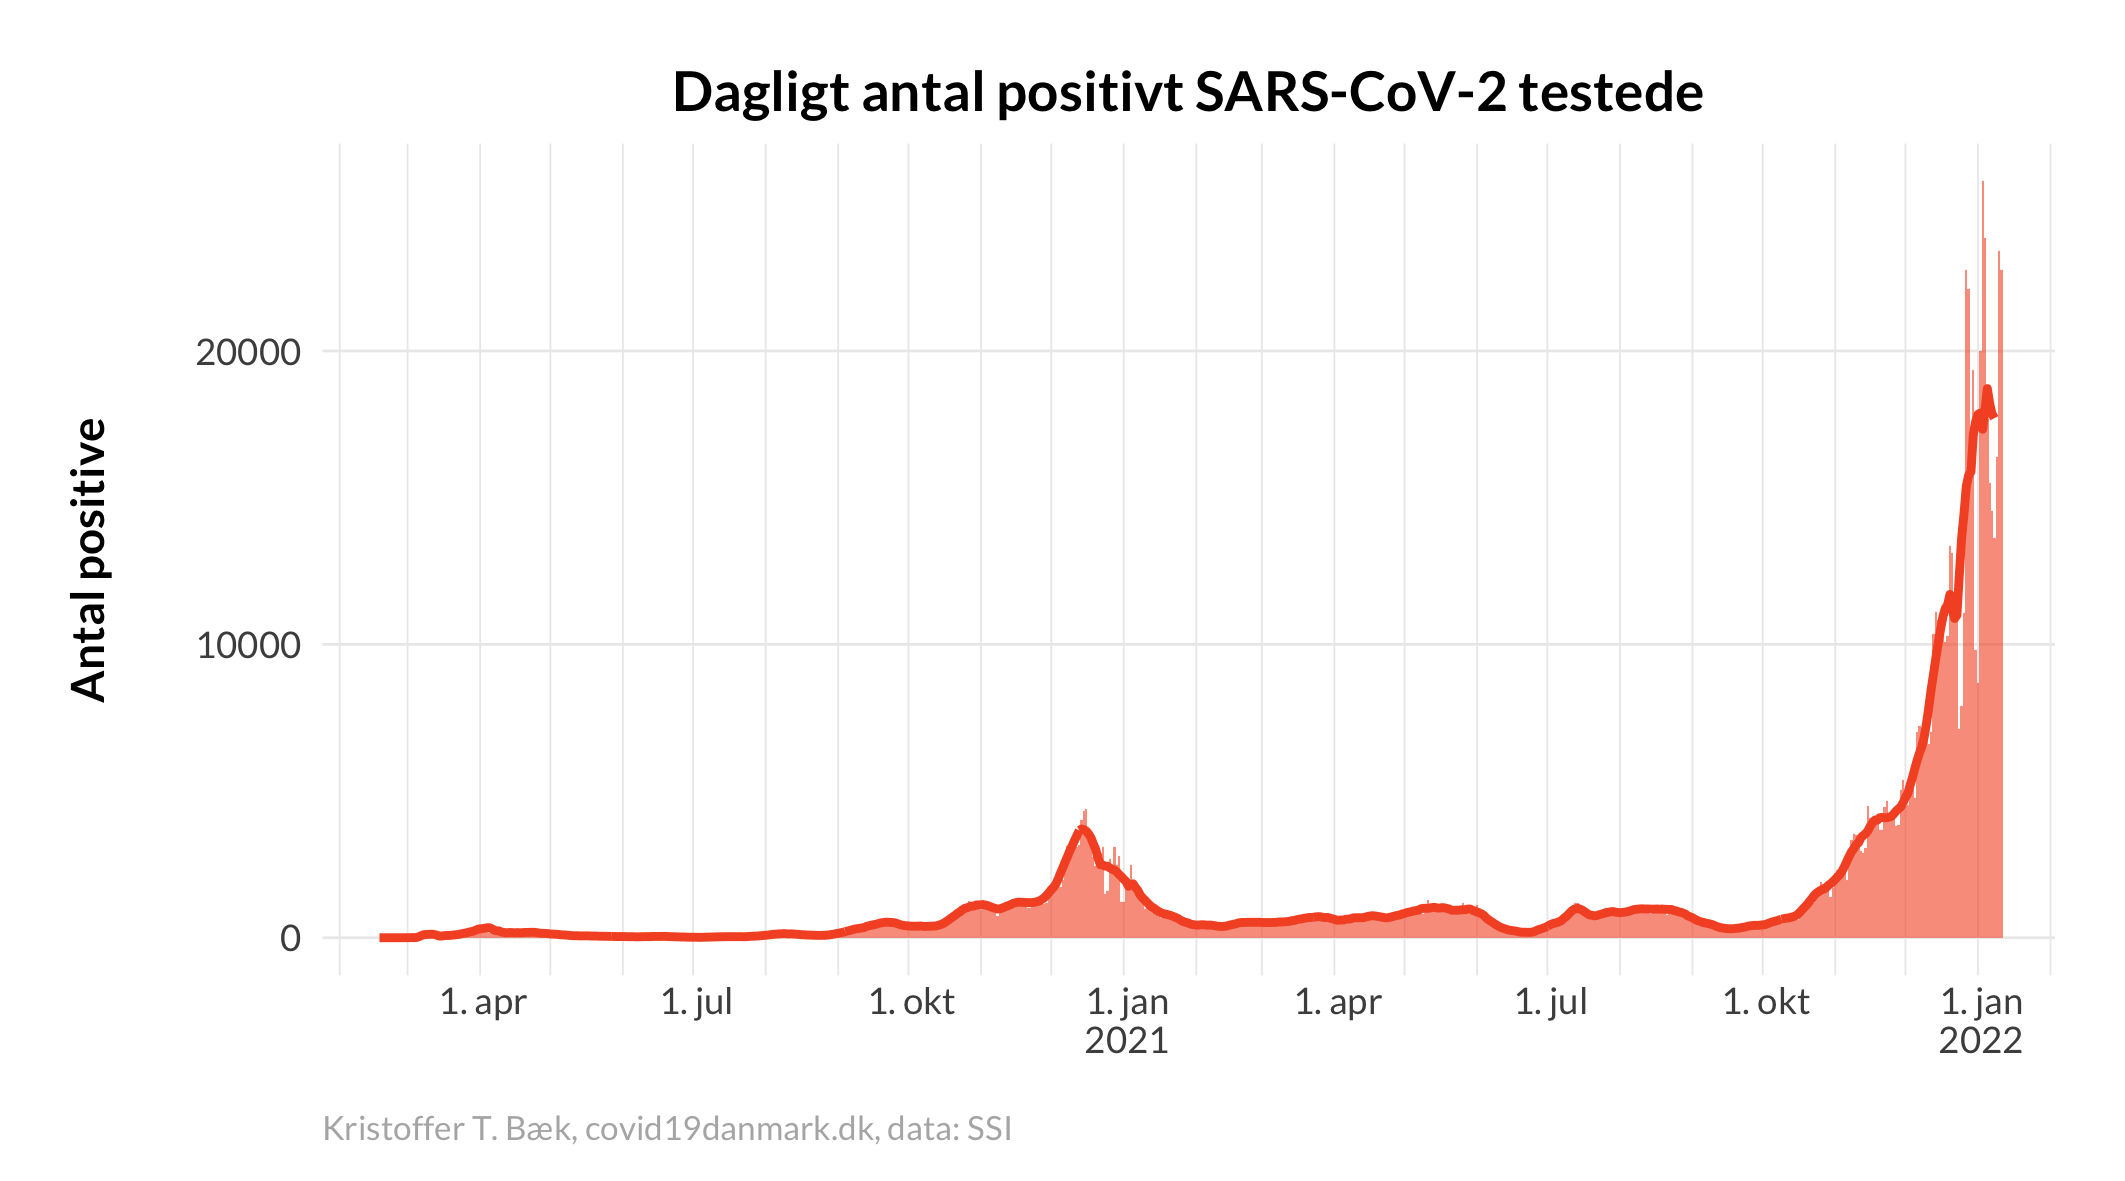 Dagligt antal positivt SARS-CoV-2 testede
Antal positive
20000
10000
0
1. apr
1. jul
1. okt
1. jan
2021
1. apr
1. jul
1. okt
1. jan
2022
Kristoffer T. Bæk, covid19danmark.dk, data: SSI